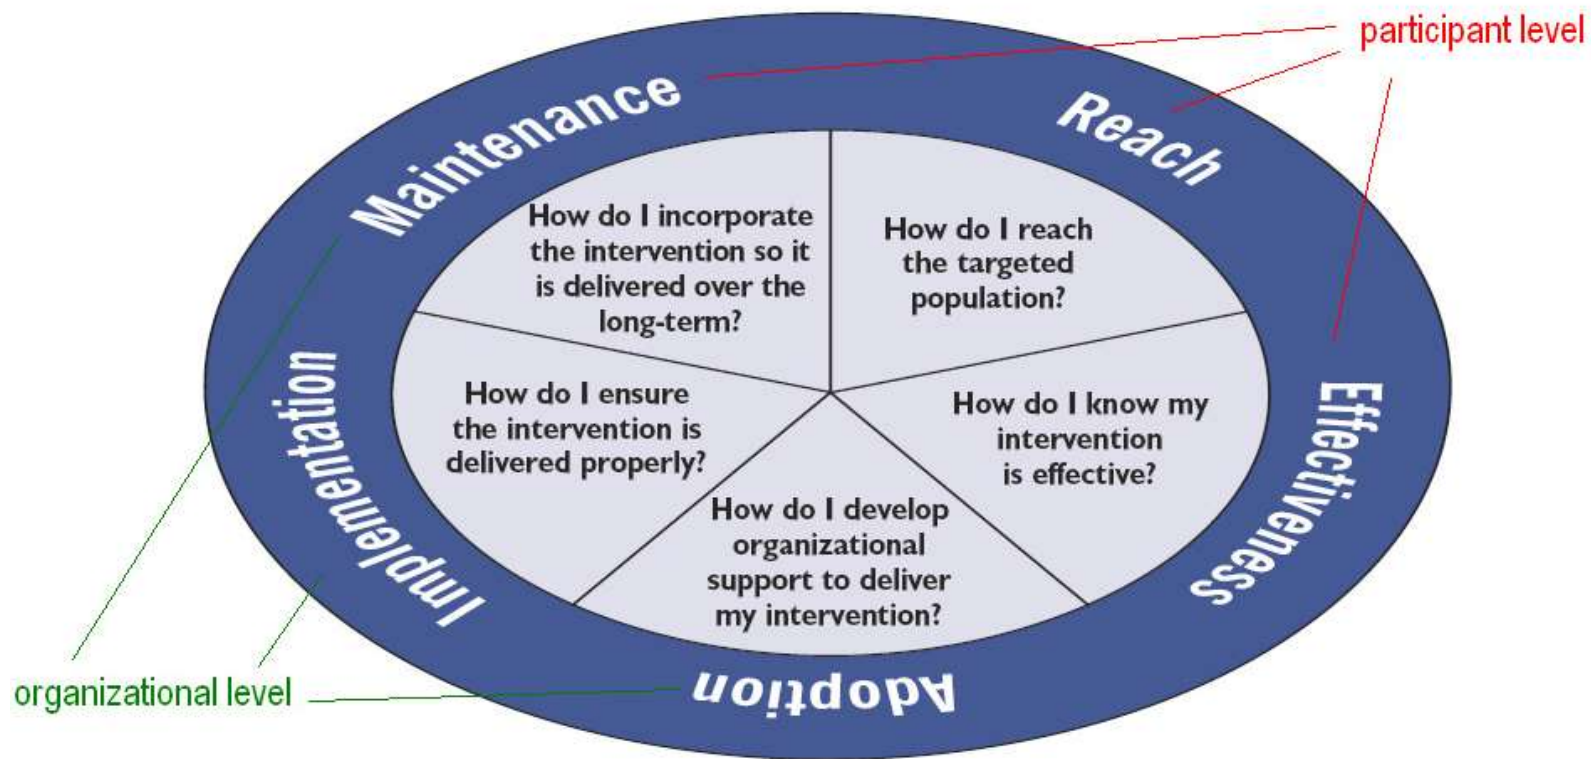 participant level
Maintenance
Reach
How do I incorporate
the intervention so it
is delivered over the
long-term?
How do I reach
the targeted
population?
Implementation
How do I ensure
the intervention is
delivered properly?
How do I know my
intervention
is effective?
Effectiveness
How do I develop
organizational
support to deliver
my intervention?
organizational level
Adoption